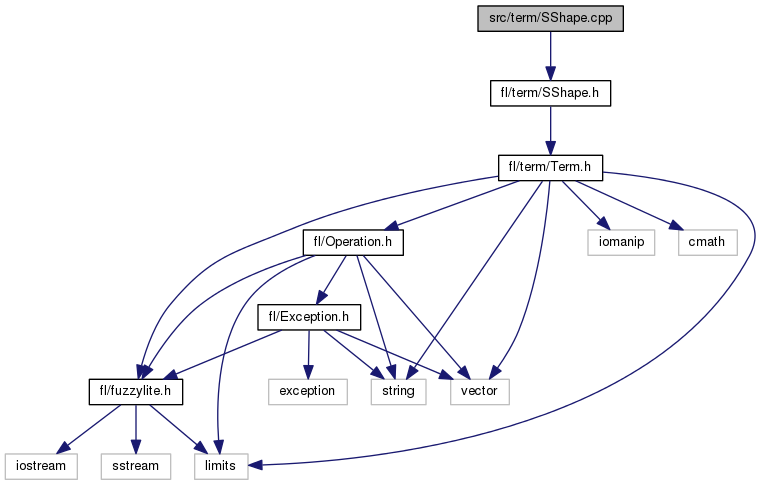 src/term/SShape.cpp
fl/term/SShape.h
fl/term/Term.h
fl/Operation.h
iomanip
cmath
fl/Exception.h
fl/fuzzylite.h
exception
string
vector
iostream
sstream
limits